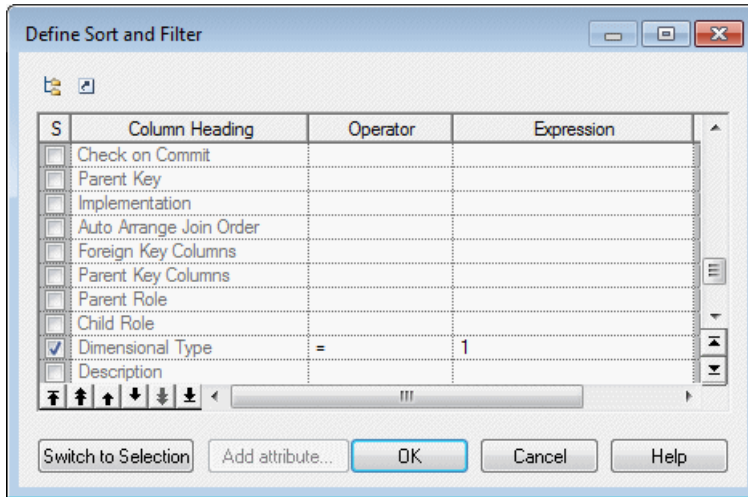 Define Sort and Filter
S Column Heading Operator Expression
Check on Commit
Parent Key
Implementation
Auto Arrange Join Order
Foreign Key Columns
Parent Key Columns
Parent Role
Child Role
Dimensional Type = 1
Description
Switch to Selection Add attribute... OK Cancel Help